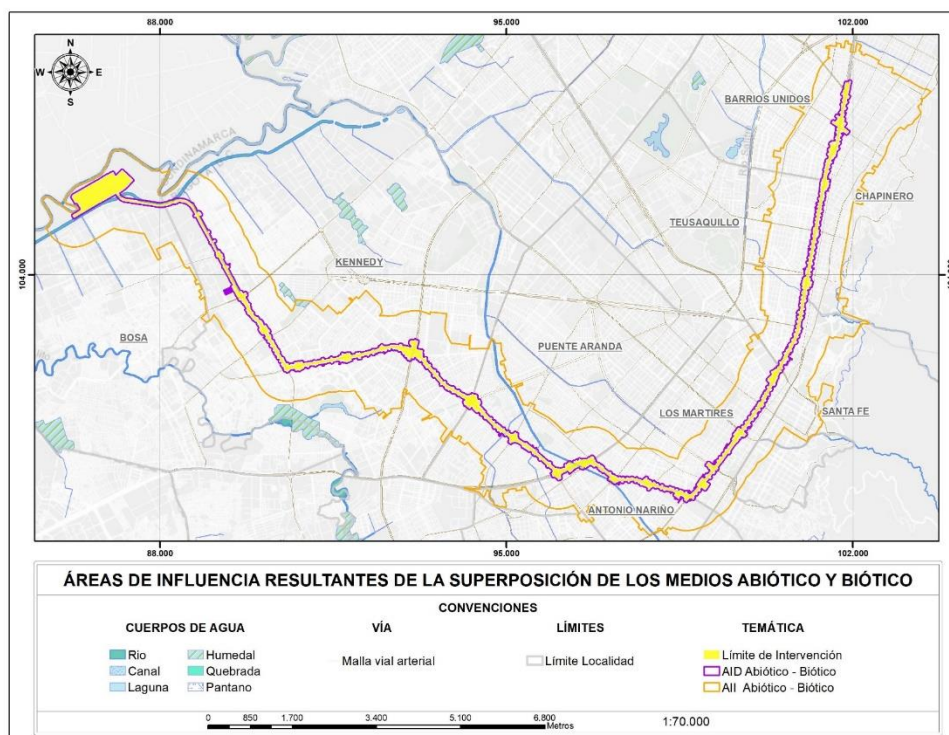 88.000 95.000 102.000
N
W E
S
BARRIOS UNIDOS
CHAPINERO
TEUSAQUILLO
KENNEDY
104.000
BOSA
PUENTE ARANDA
LOS MARTIRES
SANTA FE
ANTONIO NARIÑO
88.000 95.000 102.000
ÁREAS DE INFLUENCIA RESULTANTES DE LA SUPERPOSICIÓN DE LOS MEDIOS ABIÓTICO Y BIÓTICO
CONVENCIONES
CUERPOS DE AGUA VÍA LÍMITES TEMÁTICA
Rio Humedal Malla vial arterial Límite Localidad Límite de Intervención
Canal Quebrada AID Abiótico - Biótico
Laguna Pantano AII Abiótico - Biótico
0 850 1.700 3.400 5.100 6.800
Metros
1:70.000